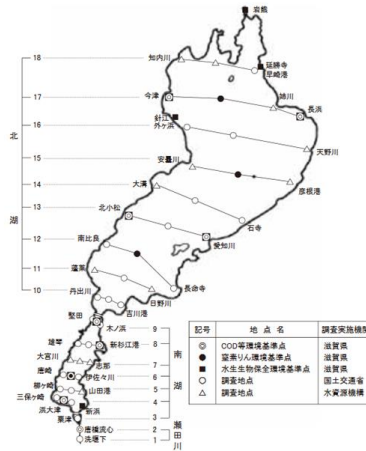 岩熊
18
知内川
延勝寺
早崎港
17
今津
姉川
長浜
北
湖
16
針江
外ヶ浜
天野川
15
安曇川
彦根港
14
大溝
13
北小松
石寺
12
南比良
愛知川
11
蓬莱
10
丹出川
日野川
長命寺
吉川港
堅田
木ノ浜
9
雄琴
新杉江港
8
南
湖
大宮川
志那
7
唐崎
伊佐々川
6
柳ヶ崎
山田港
5
三保ヶ崎
4
浜大津
新浜
粟津
3
瀬
田
川
唐橋流心
2
洗堰下
1
記号 地点名 調査実施機関
◎ COD等環境基準点 滋賀県
● 窒素りん環境基準点 滋賀県
■ 水生生物保全環境基準点 滋賀県
○ 調査地点 国土交通省
△ 調査地点 水資源機構